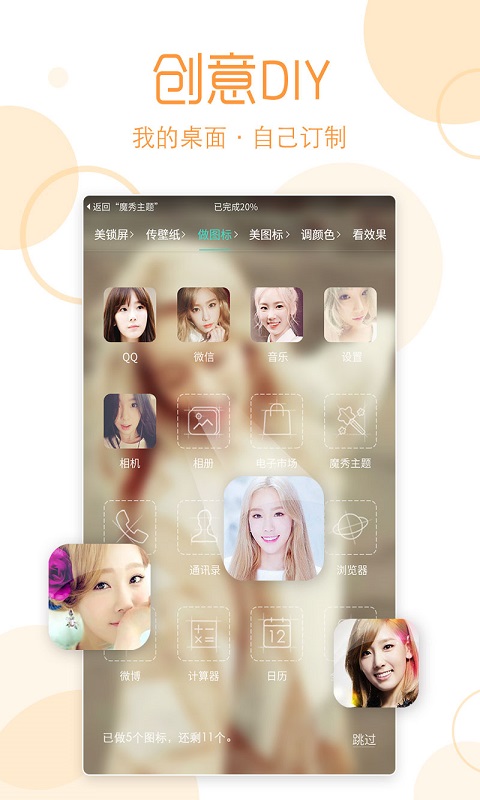 创意DIY
我的桌面·自己订制
返回“魔秀主题”
已完成20%
美锁屏 传壁纸 做图标 美图标 调颜色 看效果
QQ 微信 音乐 设置
相机 相册 电子市场 魔秀主题
通讯录 浏览器
12
微博 计算器 日历
已做5个图标，还剩11个。
跳过